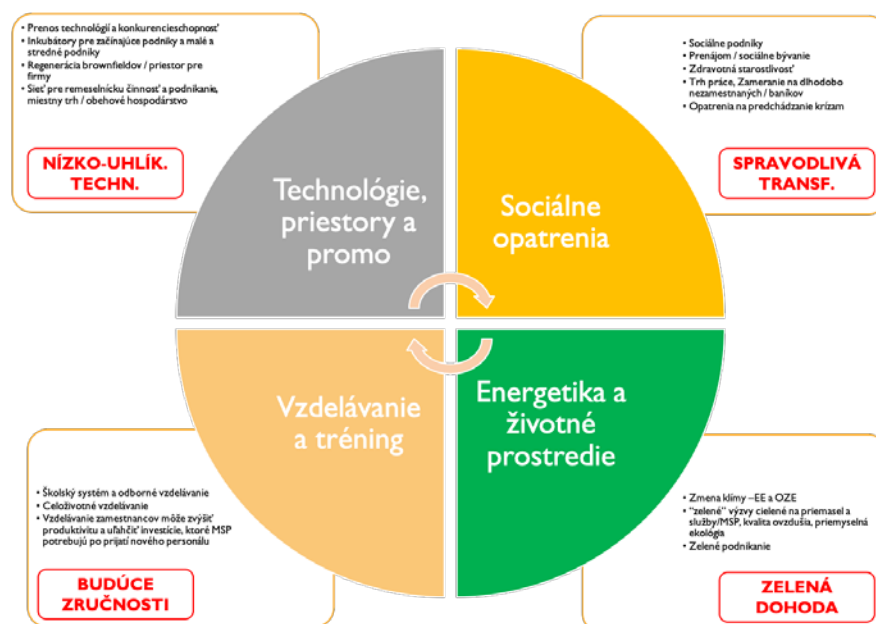 • Prenos technológií a konkurencieschopnosť
• Inkubátory pre začínajúce podniky a malé a
stredné podniky
• Regenerácia brownfieldov / priestor pre
firmy
• Sieť pre remeselnícku činnosť a podnikanie,
miestny trh / obehové hospodárstvo
NÍZKO-UHLÍK.
TECHN.
• Sociálne podniky
• Prenájom / sociálne bývanie
• Zdravotná starostlivosť
• Trh práce, Zameranie na dlhodobo
nezamestnaných / baníkov
• Opatrenia na predchádzanie krízam
SPRAVODLIVÁ
TRANSF.
Technológie,
priestory a
promo
Sociálne
opatrenia
Vzdelávanie
a tréning
Energetika a
životné
prostredie
• Školský systém a odborné vzdelávanie
• Celoživotné vzdelávanie
• Vzdelávanie zamestnancov môže zvýšiť
produktivitu a uľahčiť investície, ktoré MSP
potrebujú po prijatí nového personálu
BUDÚCE
ZRUČNOSTI
• Zmena klímy –EE a OZE
• "zelené" výzvy cielené na priemasel a
služby/MSP, kvalita ovzdušia, priemyselná
ekológia
• Zelené podnikanie
ZELENÁ
DOHODA